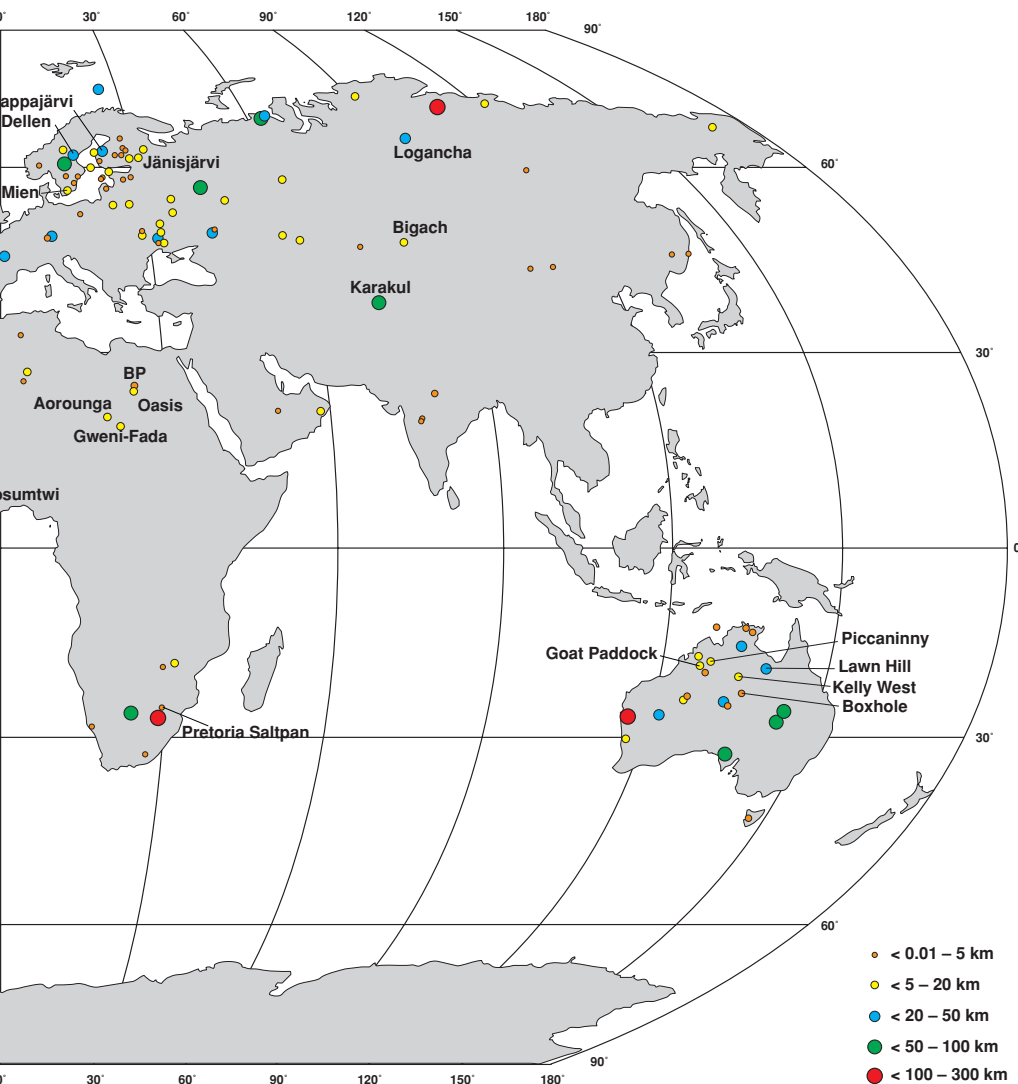 0° 30° 60° 90° 120° 150° 180°
90°
appajärvi
Dellen
Jänisjärvi
Logancha
60°
Mien
Bigach
Karakul
30°
BP
Aorounga
Oasis
Gweni-Fada
osumtwi
0
Piccaninny
Goat Paddock
Lawn Hill
Kelly West
Boxhole
Pretoria Saltpan
30°
60°
< 0.01 – 5 km
< 5 – 20 km
< 20 – 50 km
< 50 – 100 km
< 100 – 300 km
90°
0° 30° 60° 90° 120° 150° 180°